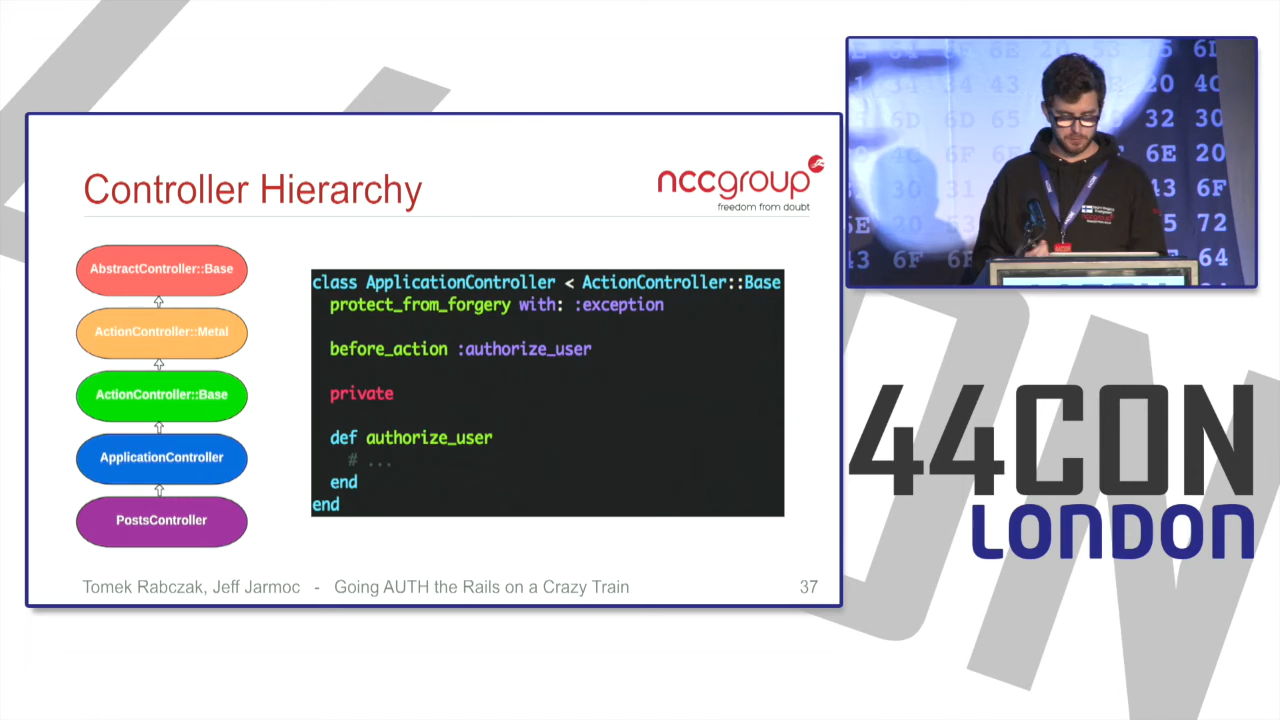 Controller Hierarchy
nccgroup
freedom from doubt
AbstractController::Base
ActionController::Metal
ActionController::Base
ApplicationController
PostsController
class ApplicationController < ActionController::Base
protect_from_forgery with: :exception
before_action :authorize_user
private
def authorize_user
# ...
end
end
Tomek Rabczak, Jeff Jarmoc - Going AUTH the Rails on a Crazy Train
37
44CON
LONDON